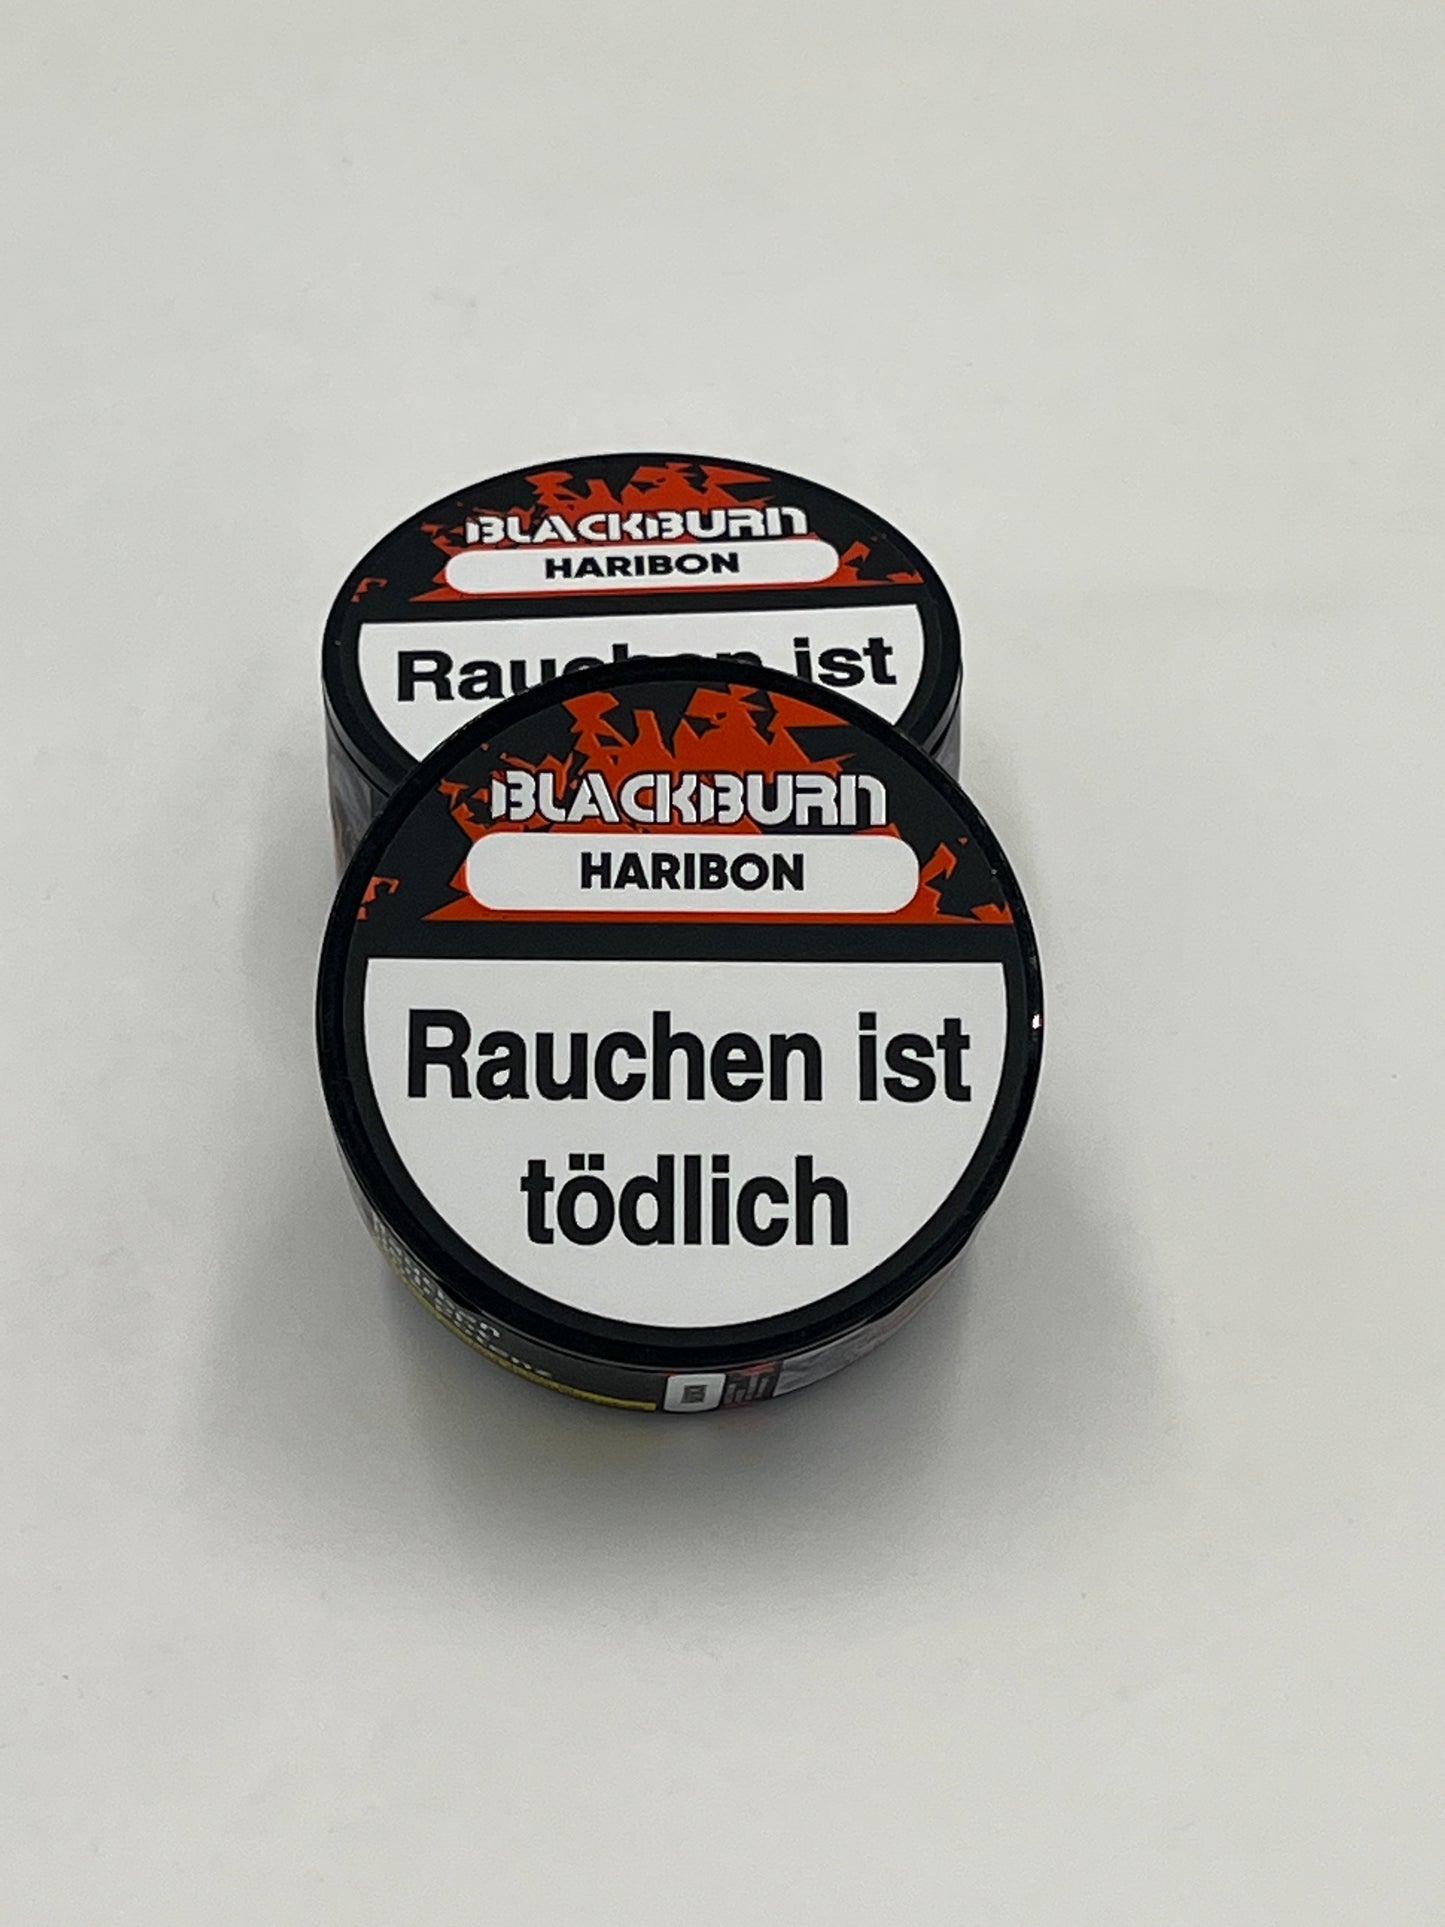 BLACKBURN
HARIBON
Rauchen ist
BLACKBURN
HARIBON
Rauchen ist
tödlich